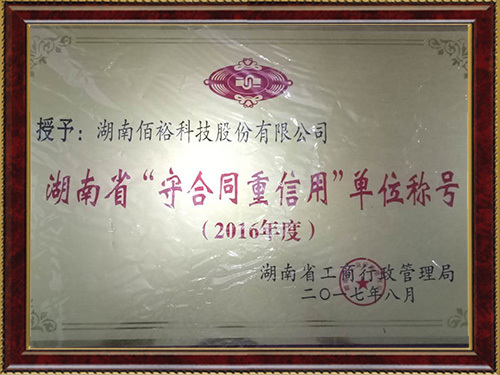 授予：湖南佰裕科技股份有限公司
湖南省“守合同重信用”单位称号
（2016年度）
湖南省工商行政管理局
二〇一七年八月